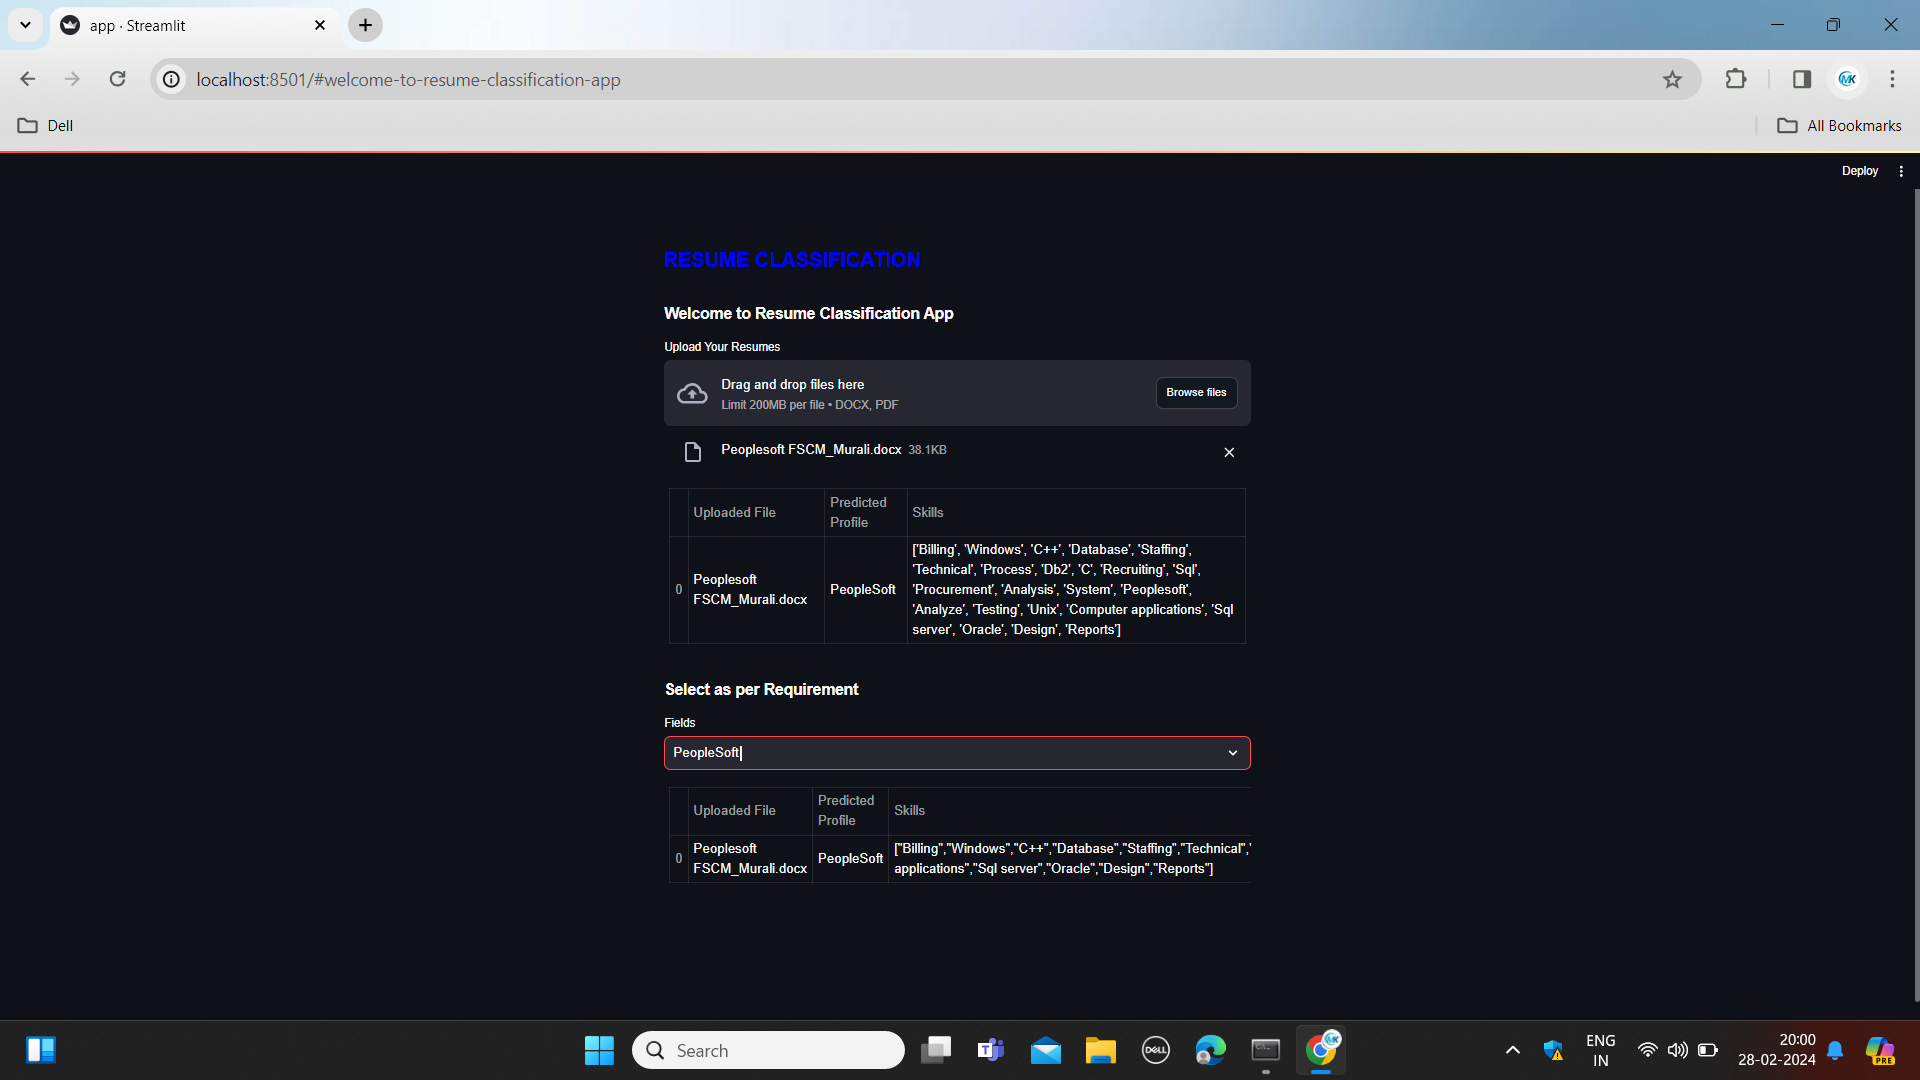 app · Streamlit
localhost:8501/#welcome-to-resume-classification-app
MK
Dell
All Bookmarks
Deploy
RESUME CLASSIFICATION
Welcome to Resume Classification App
Upload Your Resumes
Drag and drop files here
Limit 200MB per file • DOCX, PDF
Browse files
Peoplesoft FSCM_Murali.docx 38.1KB
Uploaded File
Predicted
Profile
Skills
0
Peoplesoft
FSCM_Murali.docx
PeopleSoft
['Billing', 'Windows', 'C++', 'Database', 'Staffing',
'Technical', 'Process', 'Db2', 'C', 'Recruiting', 'Sql',
'Procurement', 'Analysis', 'System', 'Peoplesoft',
'Analyze', 'Testing', 'Unix', 'Computer applications', 'Sql
server', 'Oracle', 'Design', 'Reports']
Select as per Requirement
Fields
PeopleSoft
Uploaded File
Predicted
Profile
Skills
0
Peoplesoft
FSCM_Murali.docx
PeopleSoft
["Billing","Windows","C++","Database","Staffing","Technical","
applications","Sql server","Oracle","Design","Reports"]
Search
DELL
MK
ENG
IN
20:00
28-02-2024
PRE